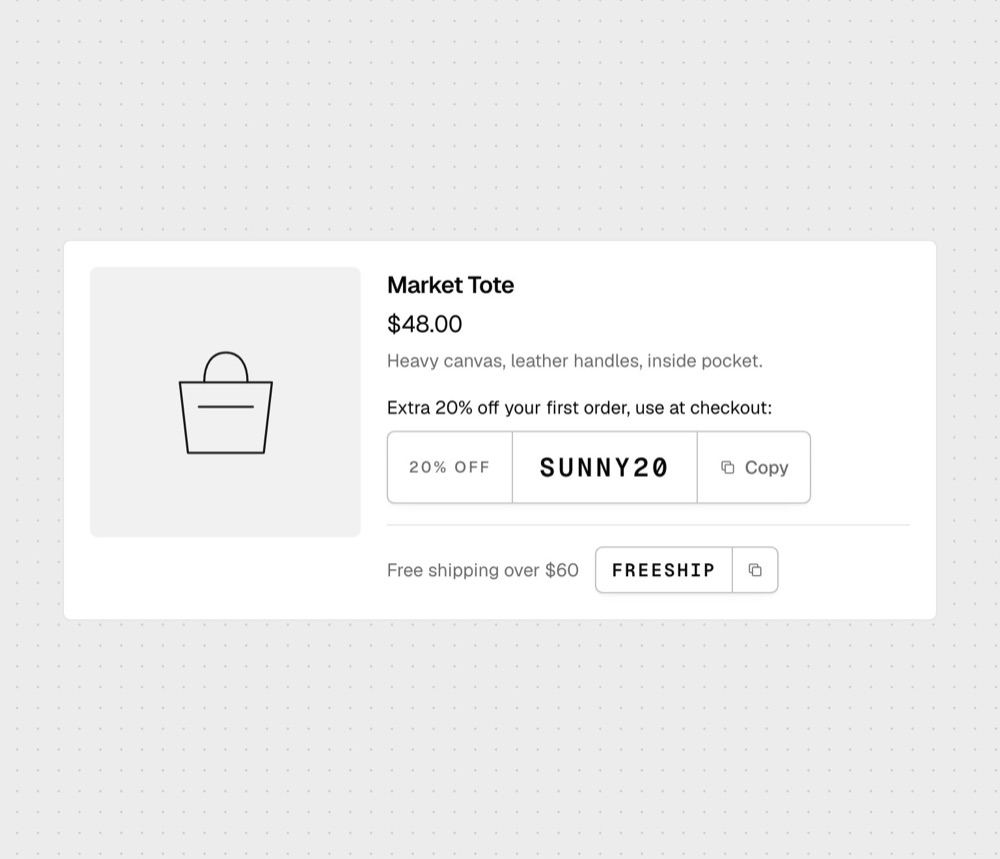 Market Tote
$48.00
Heavy canvas, leather handles, inside pocket.
Extra 20% off your first order, use at checkout:
20% OFF SUNNY20 Copy
Free shipping over $60 FREESHIP